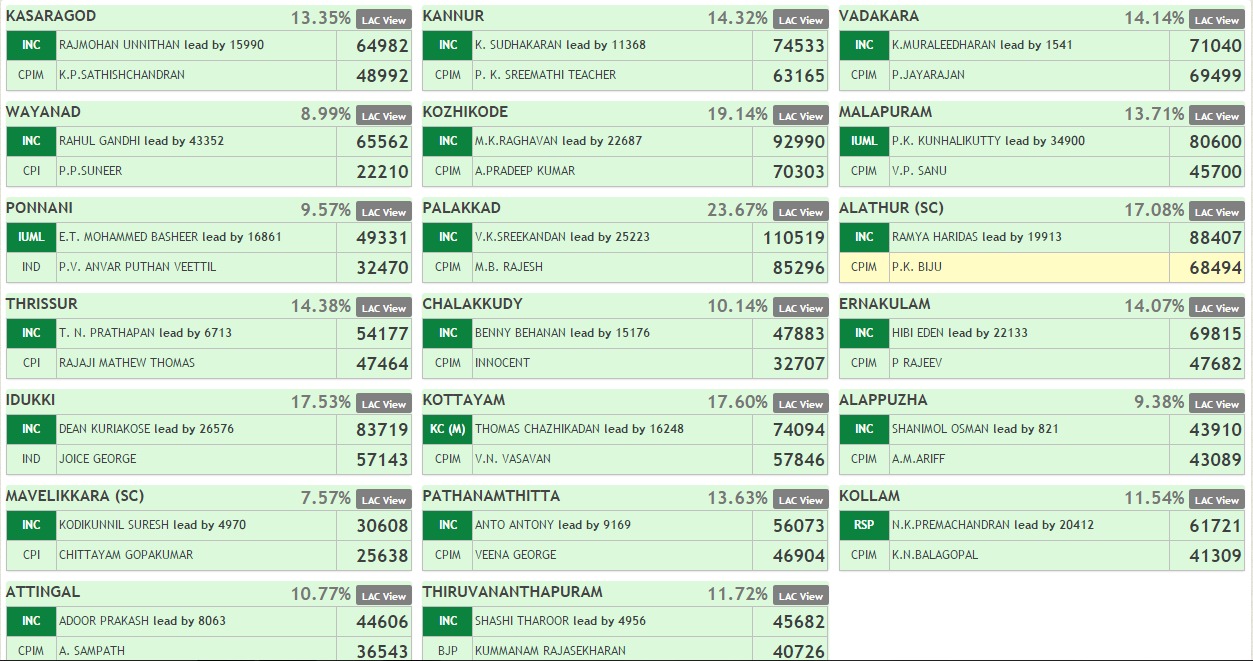 KASARAGOD 13.35% LAC View
INC RAJMOHAN UNNITHAN lead by 15990 64982
CPIM K.P.SATHISHCHANDRAN 48992
KANNUR 14.32% LAC View
INC K. SUDHAKARAN lead by 11368 74533
CPIM P. K. SREEMATHI TEACHER 63165
VADAKARA 14.14% LAC View
INC K.MURALEEDHARAN lead by 1541 71040
CPIM P.JAYARAJAN 69499
WAYANAD 8.99% LAC View
INC RAHUL GANDHI lead by 43352 65562
CPI P.P.SUNEER 22210
KOZHIKODE 19.14% LAC View
INC M.K.RAGHAVAN lead by 22687 92990
CPIM A.PRADEEP KUMAR 70303
MALAPURAM 13.71% LAC View
IUML P.K. KUNHALIKUTTY lead by 34900 80600
CPIM V.P. SANU 45700
PONNANI 9.57% LAC View
IUML E.T. MOHAMMED BASHEER lead by 16861 49331
IND P.V. ANVAR PUTHAN VEETTIL 32470
PALAKKAD 23.67% LAC View
INC V.K.SREEKANDAN lead by 25223 110519
CPIM M.B. RAJESH 85296
ALATHUR (SC) 17.08% LAC View
INC RAMYA HARIDAS lead by 19913 88407
CPIM P.K. BIJU 68494
THRISSUR 14.38% LAC View
INC T. N. PRATHAPAN lead by 6713 54177
CPI RAJAJI MATHEW THOMAS 47464
CHALAKKUDY 10.14% LAC View
INC BENNY BEHANAN lead by 15176 47883
CPIM INNOCENT 32707
ERNAKULAM 14.07% LAC View
INC HIBI EDEN lead by 22133 69815
CPIM P RAJEEV 47682
IDUKKI 17.53% LAC View
INC DEAN KURIAKOSE lead by 26576 83719
IND JOICE GEORGE 57143
KOTTAYAM 17.60% LAC View
KC (M) THOMAS CHAZHIKADAN lead by 16248 74094
CPIM V.N. VASAVAN 57846
ALAPPUZHA 9.38% LAC View
INC SHANIMOL OSMAN lead by 821 43910
CPIM A.M.ARIFF 43089
MAVELIKKARA (SC) 7.57% LAC View
INC KODIKUNNIL SURESH lead by 4970 30608
CPI CHITTAYAM GOPAKUMAR 25638
PATHANAMTHITTA 13.63% LAC View
INC ANTO ANTONY lead by 9169 56073
CPIM VEENA GEORGE 46904
KOLLAM 11.54% LAC View
RSP N.K.PREMACHANDRAN lead by 20412 61721
CPIM K.N.BALAGOPAL 41309
ATTINGAL 10.77% LAC View
INC ADOOR PRAKASH lead by 8063 44606
CPIM A. SAMPATH 36543
THIRUVANANTHAPURAM 11.72% LAC View
INC SHASHI THAROOR lead by 4956 45682
BJP KUMMANAM RAJASEKHARAN 40726